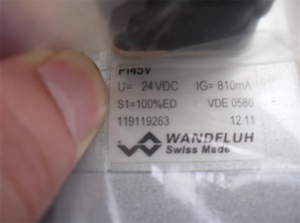 PI45V
U= 24VDC IG= 810mA
S1=100%ED VDE 0580
119119263 12.11
WANDFLUH
Swiss Made